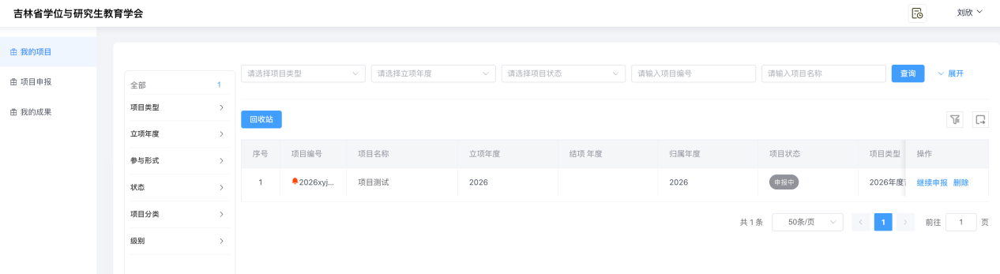 吉林省学位与研究生教育学会
刘欣
我的项目
项目申报
我的成果
全部 1
项目类型
立项年度
参与形式
状态
项目分类
级别
请选择项目类型 请选择立项年度 请选择项目状态 请输入项目编号 请输入项目名称 查询 展开
回收站
序号 项目编号 项目名称 立项年度 结项 年度 归属年度 项目状态 项目类型 操作
1 2026xyj... 项目测试 2026 2026 申报中 2026年度 继续申报 删除
共 1 条 50条/页 1 前往 1 页